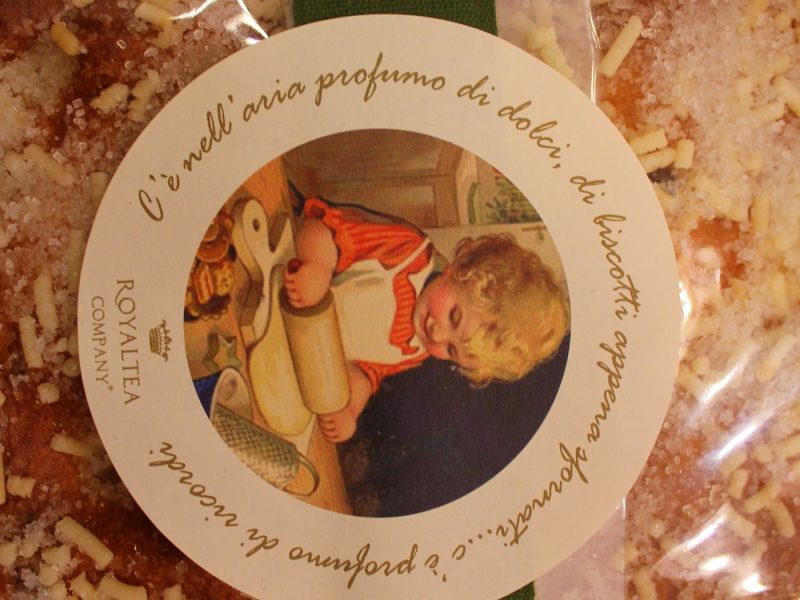 C'è nell'aria profumo di dolci, di biscotti appena sfornati...c'è profumo di ricordi
ROYALTEA
COMPANY®